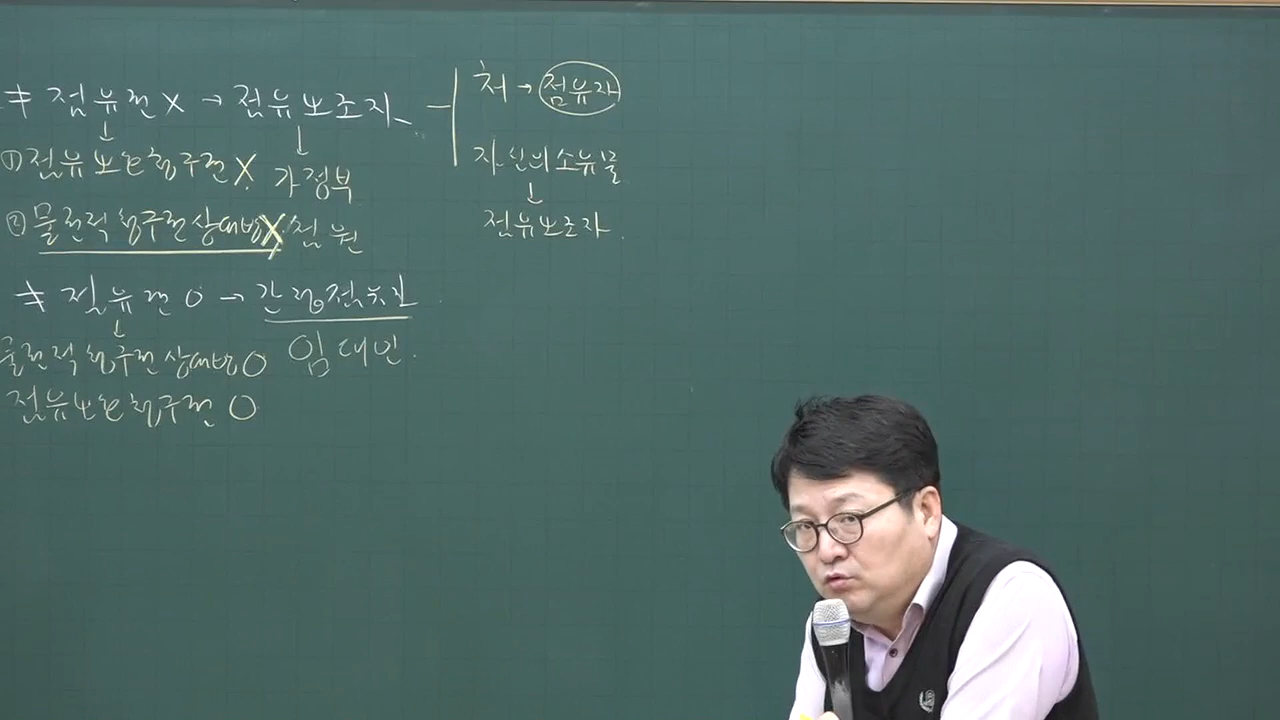 # 점유권 X → 점유보조자
↓ ↓
① 점유보호청구권 X 가정부
② 물권적 청구권 상대방 X 점원
처 → 점유자
자신의 소유물
↓
점유보조자
# 점유권 O → 간접점유자
↓
물권적 청구권 상대방 O 임대인
점유보호청구권 O